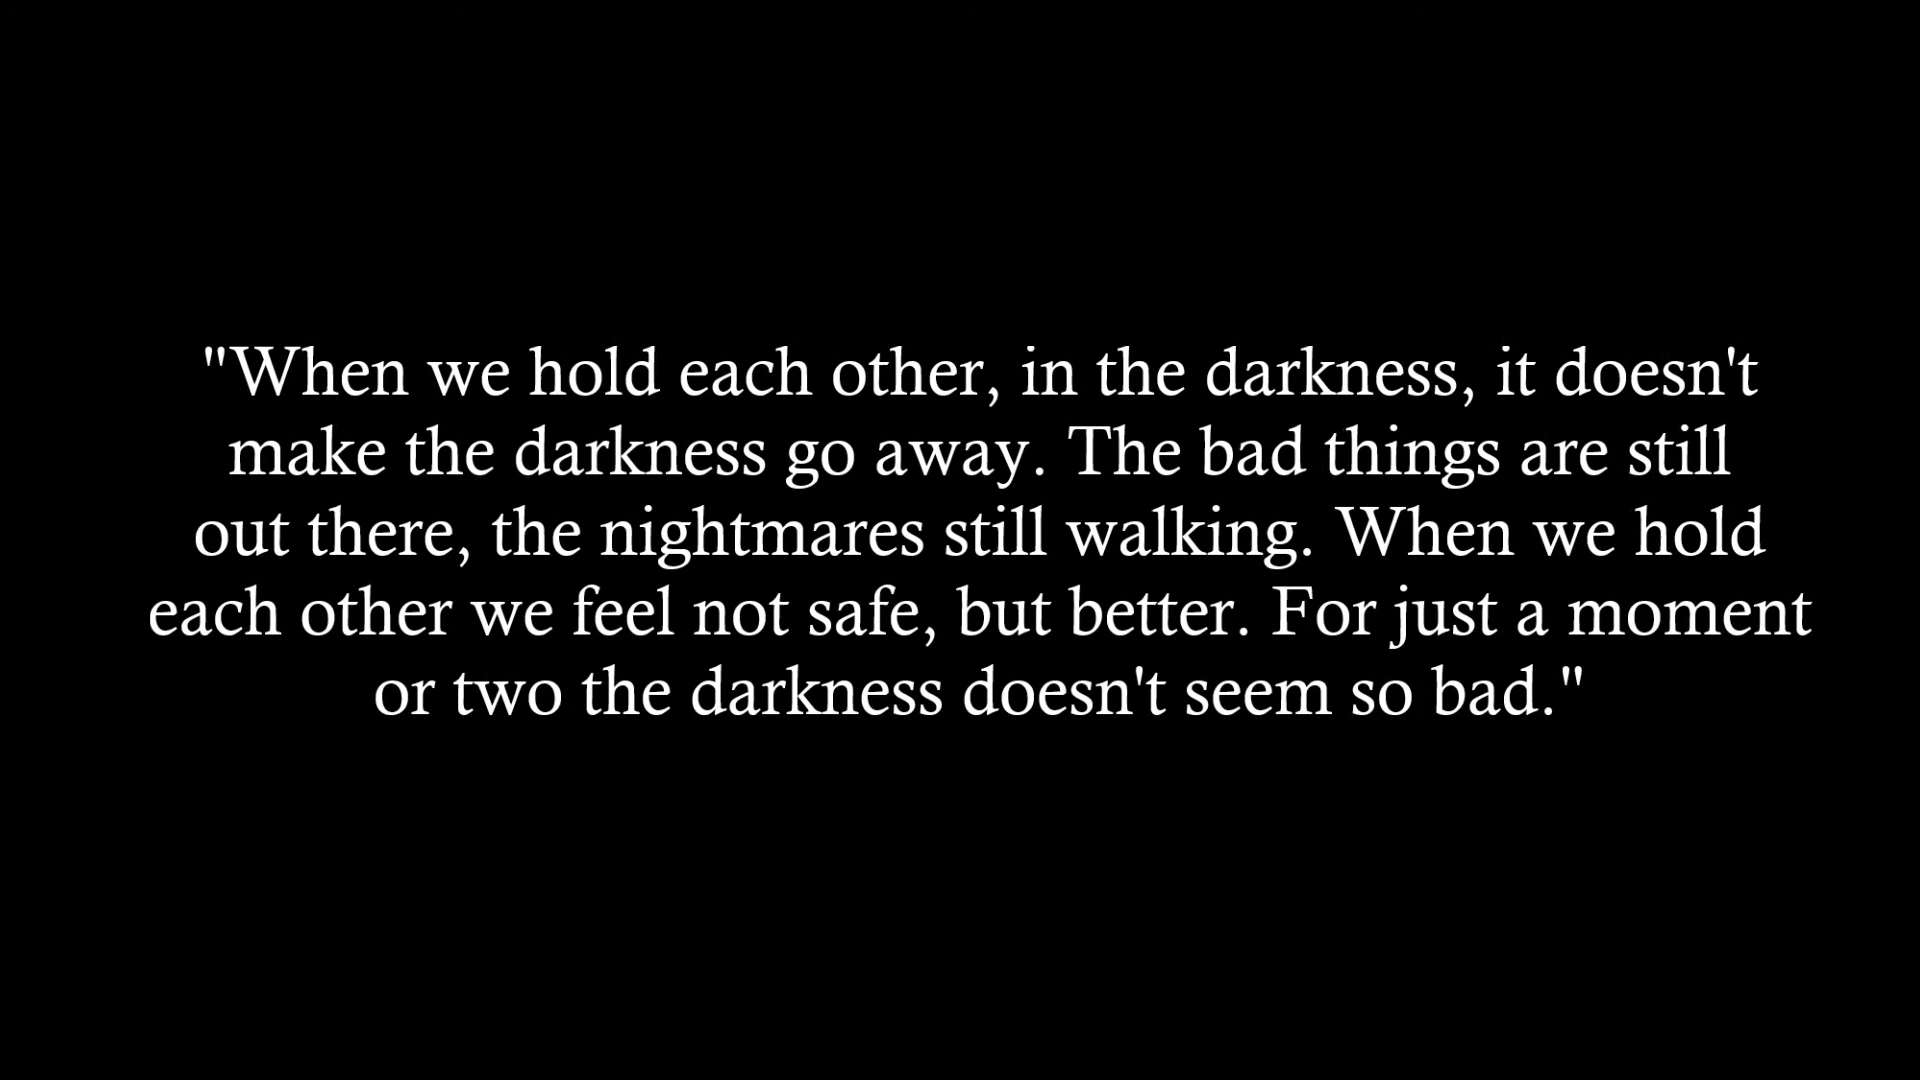 "When we hold each other, in the darkness, it doesn't
make the darkness go away. The bad things are still
out there, the nightmares still walking. When we hold
each other we feel not safe, but better. For just a moment
or two the darkness doesn't seem so bad."